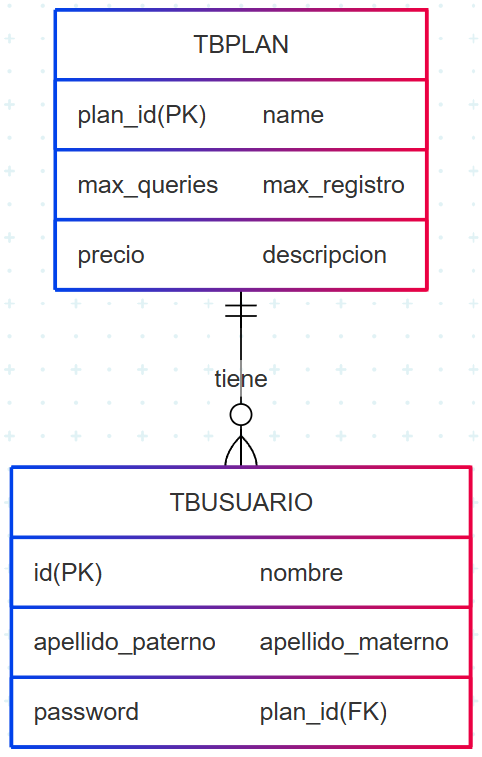 TBPLAN
plan_id(PK) name
max_queries max_registro
precio descripcion
tiene
TBUSUARIO
id(PK) nombre
apellido_paterno apellido_materno
password plan_id(FK)